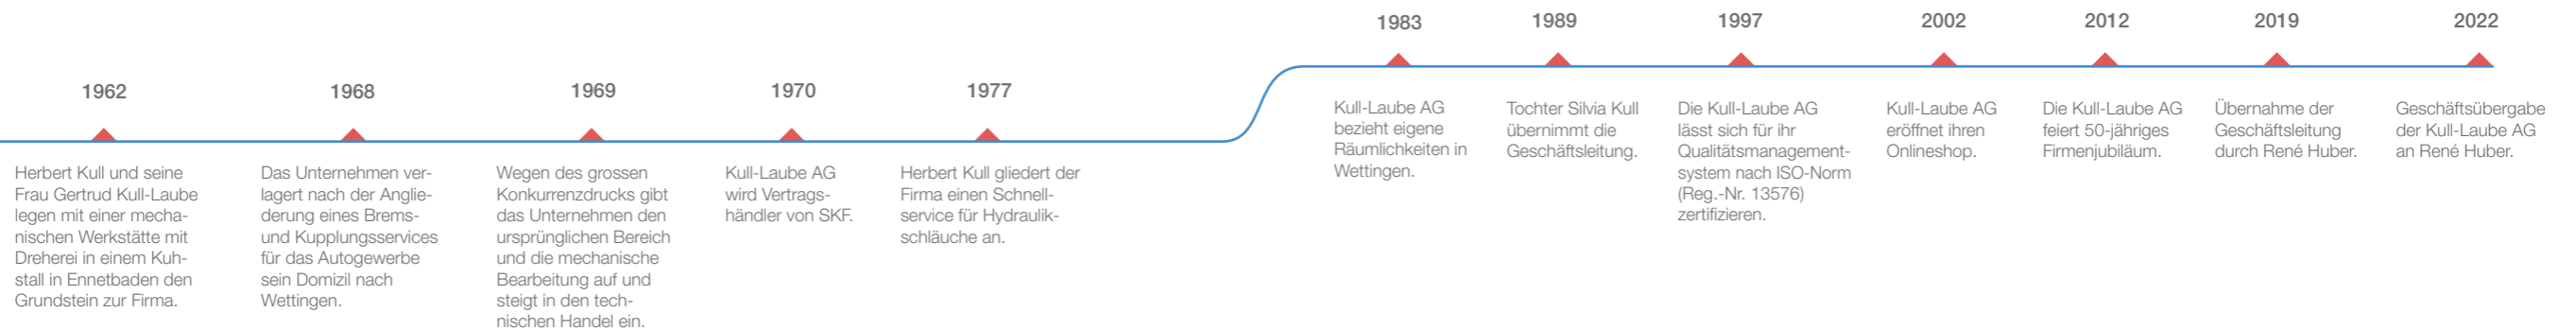 1962
Herbert Kull und seine
Frau Gertrud Kull-Laube
legen mit einer mecha-
nischen Werkstätte mit
Dreherei in einem Kuh-
stall in Ennetbaden den
Grundstein zur Firma.
1968
Das Unternehmen ver-
lagert nach der Anglie-
derung eines Brems-
und Kupplungsservices
für das Autogewerbe
sein Domizil nach
Wettingen.
1969
Wegen des grossen
Konkurrenzdrucks gibt
das Unternehmen den
ursprünglichen Bereich
und die mechanische
Bearbeitung auf und
steigt in den tech-
nischen Handel ein.
1970
Kull-Laube AG
wird Vertrags-
händler von SKF.
1977
Herbert Kull gliedert der
Firma einen Schnell-
service für Hydraulik-
schläuche an.
1983
Kull-Laube AG
bezieht eigene
Räumlichkeiten in
Wettingen.
1989
Tochter Silvia Kull
übernimmt die
Geschäftsleitung.
1997
Die Kull-Laube AG
lässt sich für ihr
Qualitätsmanagement-
system nach ISO-Norm
(Reg.-Nr. 13576)
zertifizieren.
2002
Kull-Laube AG
eröffnet ihren
Onlineshop.
2012
Die Kull-Laube AG
feiert 50-jähriges
Firmenjubiläum.
2019
Übernahme der
Geschäftsleitung
durch René Huber.
2022
Geschäftsübergabe
der Kull-Laube AG
an René Huber.